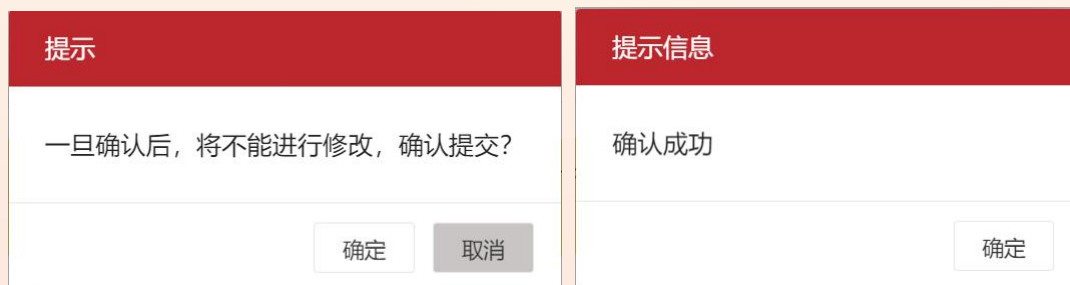 提示
一旦确认后，将不能进行修改，确认提交？
确定
取消
提示信息
确认成功
确定